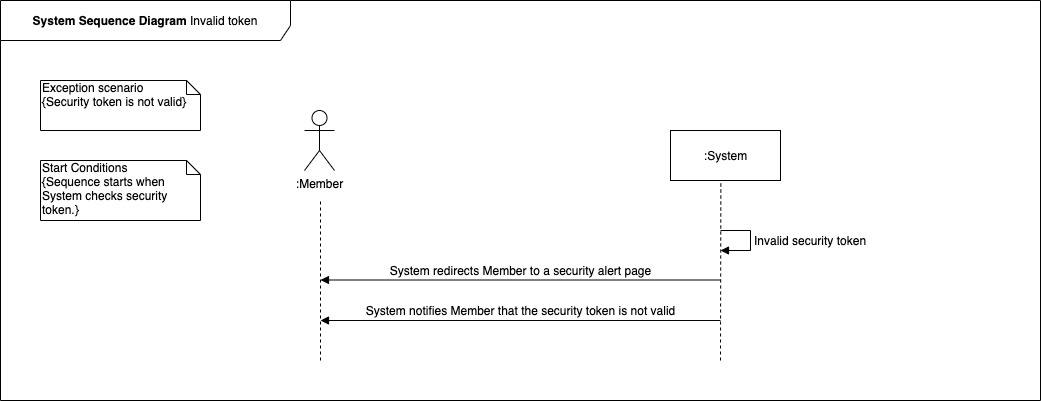 System Sequence Diagram Invalid token
Exception scenario
{Security token is not valid}
Start Conditions
{Sequence starts when
System checks security
token.}
:Member
:System
Invalid security token
System redirects Member to a security alert page
System notifies Member that the security token is not valid